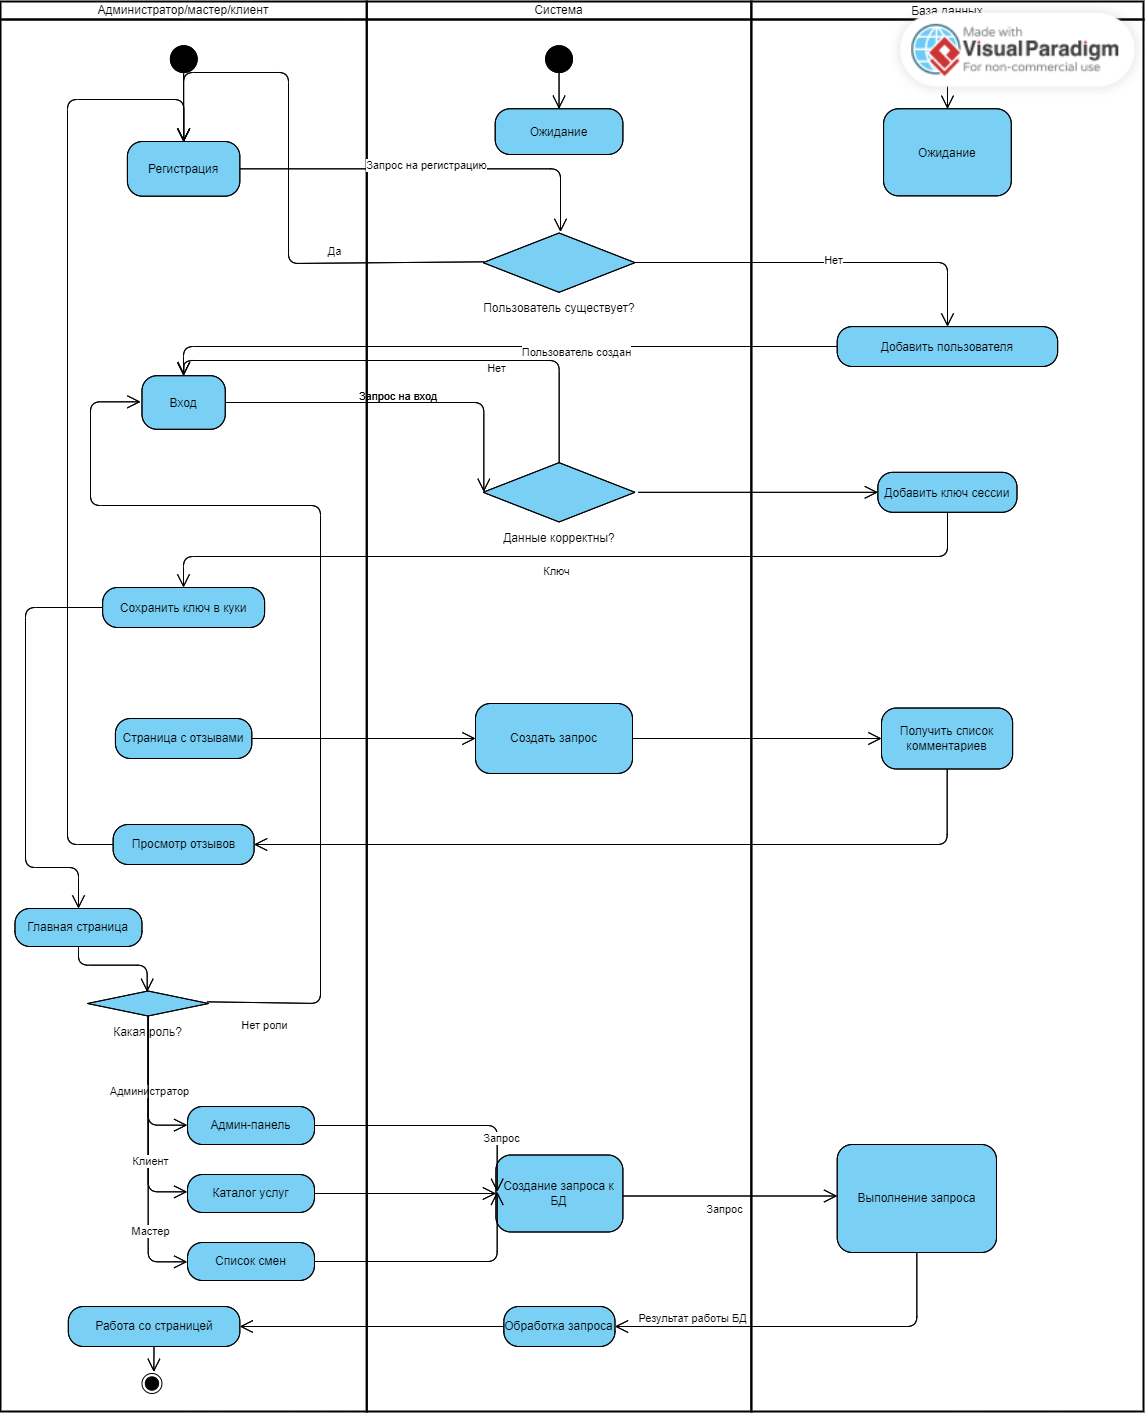 Администратор/мастер/клиент
Система
База данных
Made with
VisualParadigm
For non-commercial use
Ожидание
Ожидание
Регистрация
Запрос на регистрацию
Да
Нет
Пользователь существует?
Добавить пользователя
Пользователь создан
Нет
Вход
Запрос на вход
Добавить ключ сессии
Данные корректны?
Ключ
Сохранить ключ в куки
Страница с отзывами
Создать запрос
Получить список
комментариев
Просмотр отзывов
Главная страница
Нет роли
Какая роль?
Администратор
Админ-панель
Запрос
Клиент
Каталог услуг
Создание запроса к
БД
Выполнение запроса
Запрос
Мастер
Список смен
Результат работы БД
Работа со страницей
Обработка запроса